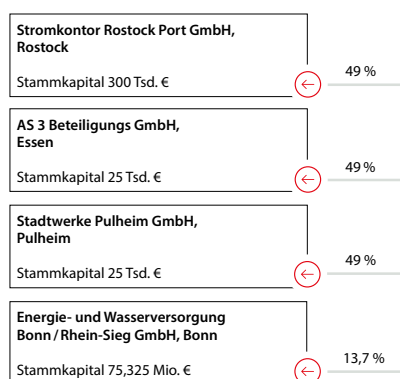 Stromkontor Rostock Port GmbH,
Rostock
Stammkapital 300 Tsd. €
49 %
AS 3 Beteiligungs GmbH,
Essen
Stammkapital 25 Tsd. €
49 %
Stadtwerke Pulheim GmbH,
Pulheim
Stammkapital 25 Tsd. €
49 %
Energie- und Wasserversorgung
Bonn / Rhein-Sieg GmbH, Bonn
Stammkapital 75,325 Mio. €
13,7 %